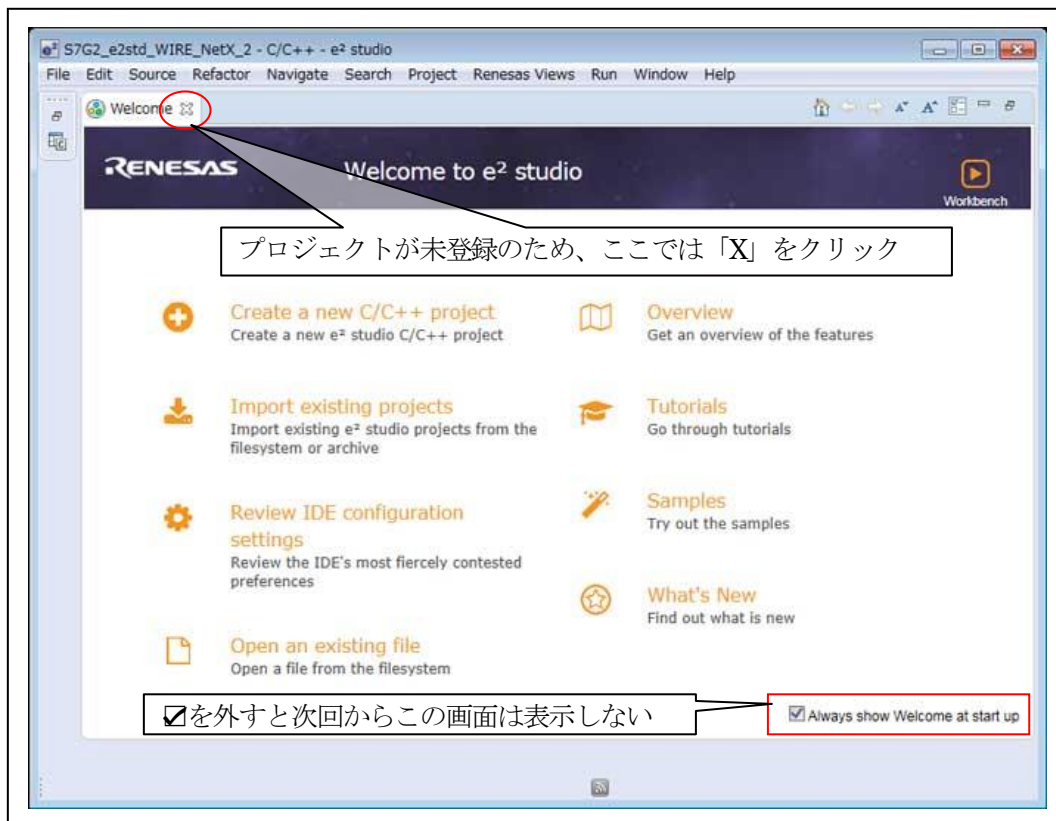 S7G2_e2std_WIRE_NetX_2 - C/C++ - e² studio
File Edit Source Refactor Navigate Search Project Renesas Views Run Window Help
Welcome
RENESAS Welcome to e² studio
Workbench
プロジェクトが未登録のため、ここでは「X」をクリック
Create a new C/C++ project
Create a new e² studio C/C++ project
Overview
Get an overview of the features
Import existing projects
Import existing e² studio projects from the
filesystem or archive
Tutorials
Go through tutorials
Review IDE configuration
settings
Review the IDE's most fiercely contested
preferences
Samples
Try out the samples
What's New
Find out what is new
Open an existing file
Open a file from the filesystem
☑を外すと次回からこの画面は表示しない
Always show Welcome at start up